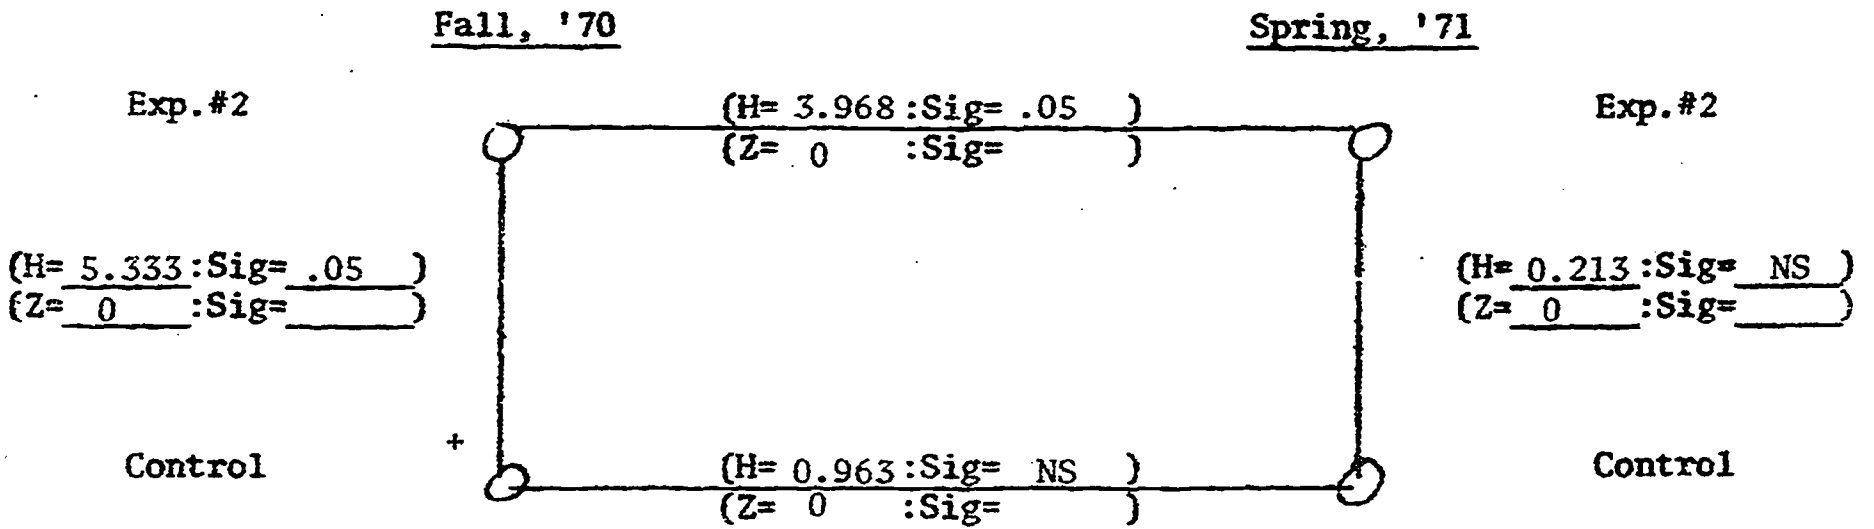 Fall, '70 Spring, '71
Exp.#2 (H= 3.968 :Sig= .05 ) Exp.#2
(Z= 0 :Sig= )
(H= 5.333 :Sig= .05 ) (H= 0.213 :Sig= NS )
(Z= 0 :Sig= ) (Z= 0 :Sig= )
+
Control (H= 0.963 :Sig= NS ) Control
(Z= 0 :Sig= )